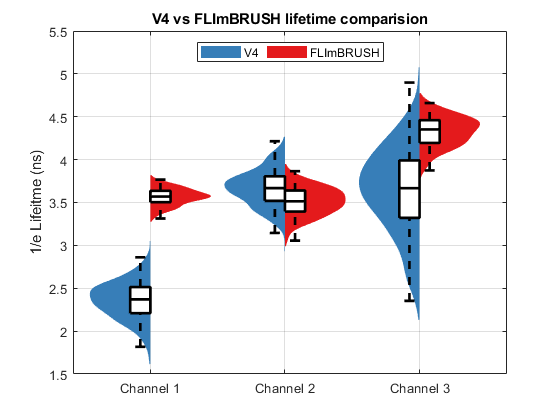 V4 vs FLImBRUSH lifetime comparision
V4 FLImBRUSH
1/e Lifeitme (ns)
5.5
5
4.5
4
3.5
3
2.5
2
1.5
Channel 1 Channel 2 Channel 3